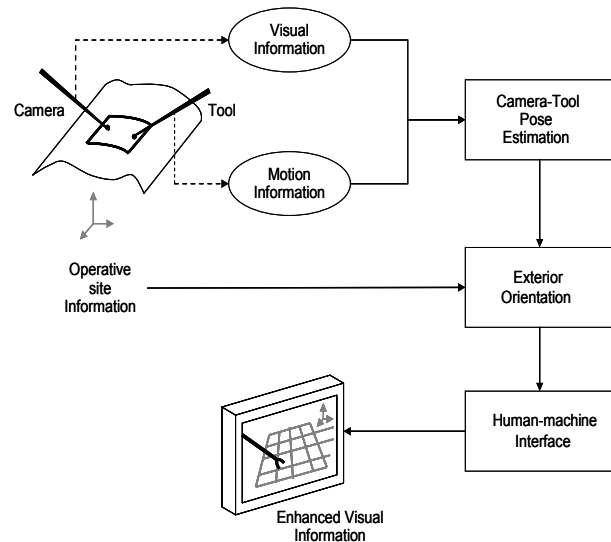 Visual
Information
Camera
Tool
Camera-Tool
Pose
Estimation
Motion
Information
Operative
site
Information
Exterior
Orientation
Human-machine
Interface
Enhanced Visual
Information